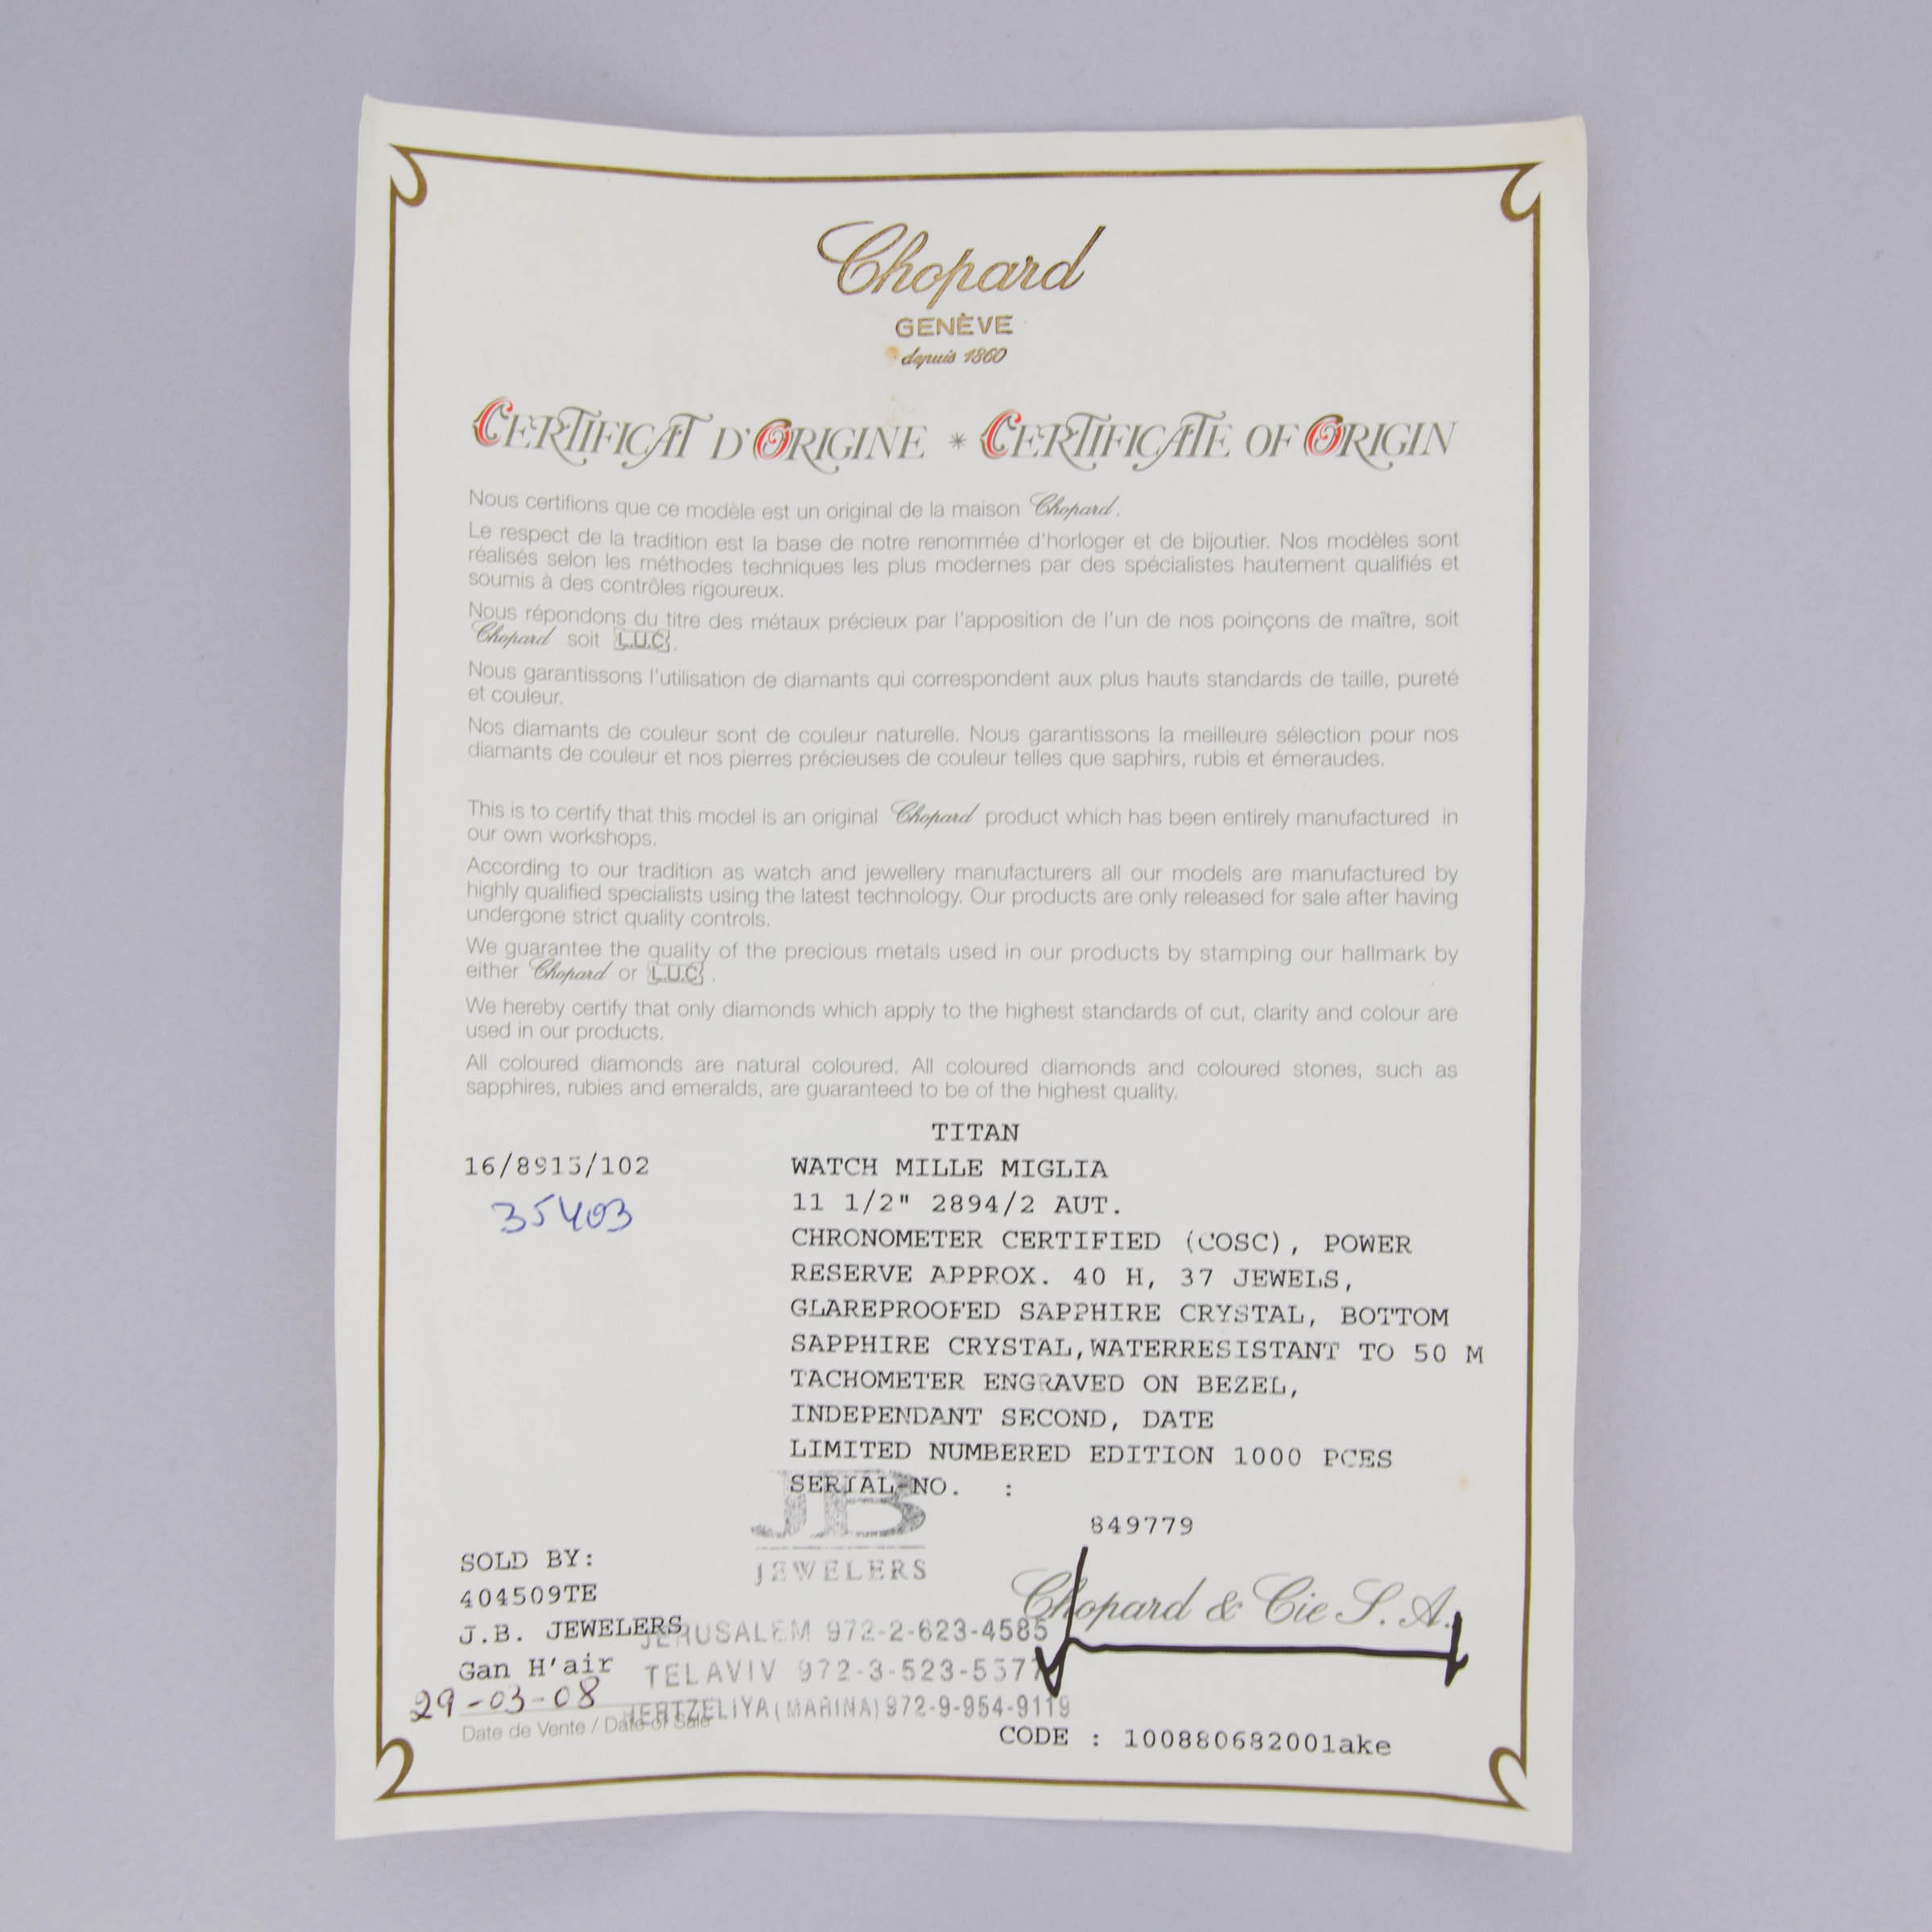 Chopard
GENÈVE
depuis 1860
CERTIFICAT D'ORIGINE * CERTIFICATE OF ORIGIN
Nous certifions que ce modèle est un original de la maison Chopard.
Le respect de la tradition est la base de notre renommée d'horloger et de bijoutier. Nos modèles sont
réalisés selon les méthodes techniques les plus modernes par des spécialistes hautement qualifiés et
soumis à des contrôles rigoureux.
Nous répondons du titre des métaux précieux par l'apposition de l'un de nos poinçons de maître, soit
Chopard soit L.U.C.
Nous garantissons l'utilisation de diamants qui correspondent aux plus hauts standards de taille, pureté
et couleur.
Nos diamants de couleur sont de couleur naturelle. Nous garantissons la meilleure sélection pour nos
diamants de couleur et nos pierres précieuses de couleur telles que saphirs, rubis et émeraudes.
This is to certify that this model is an original Chopard product which has been entirely manufactured in
our own workshops.
According to our tradition as watch and jewellery manufacturers all our models are manufactured by
highly qualified specialists using the latest technology. Our products are only released for sale after having
undergone strict quality controls.
We guarantee the quality of the precious metals used in our products by stamping our hallmark by
either Chopard or L.U.C .
We hereby certify that only diamonds which apply to the highest standards of cut, clarity and colour are
used in our products.
All coloured diamonds are natural coloured. All coloured diamonds and coloured stones, such as
sapphires, rubies and emeralds, are guaranteed to be of the highest quality.
TITAN
16/8915/102 WATCH MILLE MIGLIA
35403 11 1/2" 2894/2 AUT.
CHRONOMETER CERTIFIED (COSC), POWER
RESERVE APPROX. 40 H, 37 JEWELS,
GLAREPROOFED SAPPHIRE CRYSTAL, BOTTOM
SAPPHIRE CRYSTAL,WATERRESISTANT TO 50 M
TACHOMETER ENGRAVED ON BEZEL,
INDEPENDANT SECOND, DATE
LIMITED NUMBERED EDITION 1000 PCES
SERIAL NO. :
849779
JB
JEWELERS
SOLD BY:
404509TE
J.B. JEWELERS
Gan H'air
29-03-08
Date de Vente / Date of Sale
JERUSALEM 972-2-623-4585
TELAVIV 972-3-523-5577
HERTZELIYA (MARINA) 972-9-954-9119
Chopard & Cie S. A.
CODE : 100880682001ake